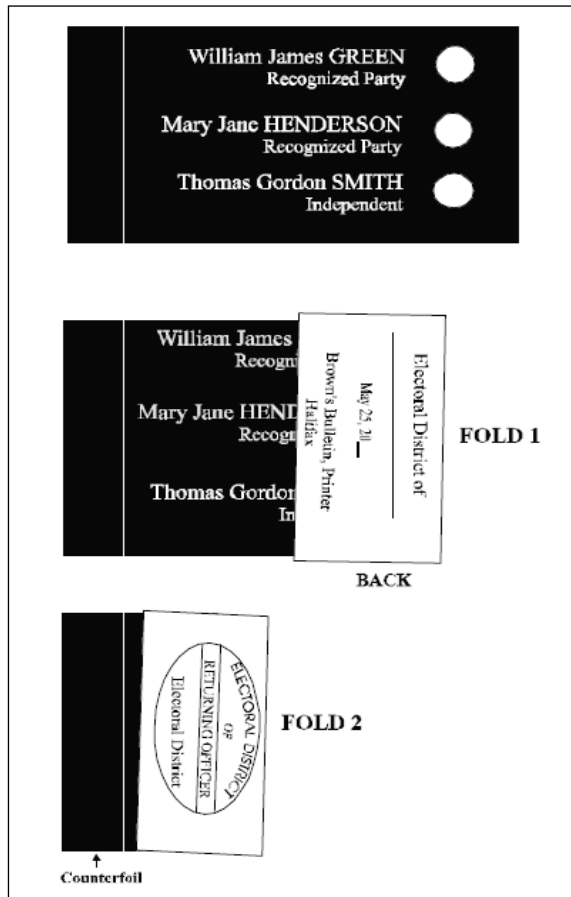 William James GREEN
Recognized Party
Mary Jane HENDERSON
Recognized Party
Thomas Gordon SMITH
Independent
William James
Recogni
Mary Jane HEND
Recogn
Thomas Gordon
In
Electoral District of
May 25, 20__
Brown's Bulletin, Printer
Halifax
FOLD 1
BACK
ELECTORAL DISTRICT
OF
RETURNING OFFICER
Electoral District
FOLD 2
Counterfoil